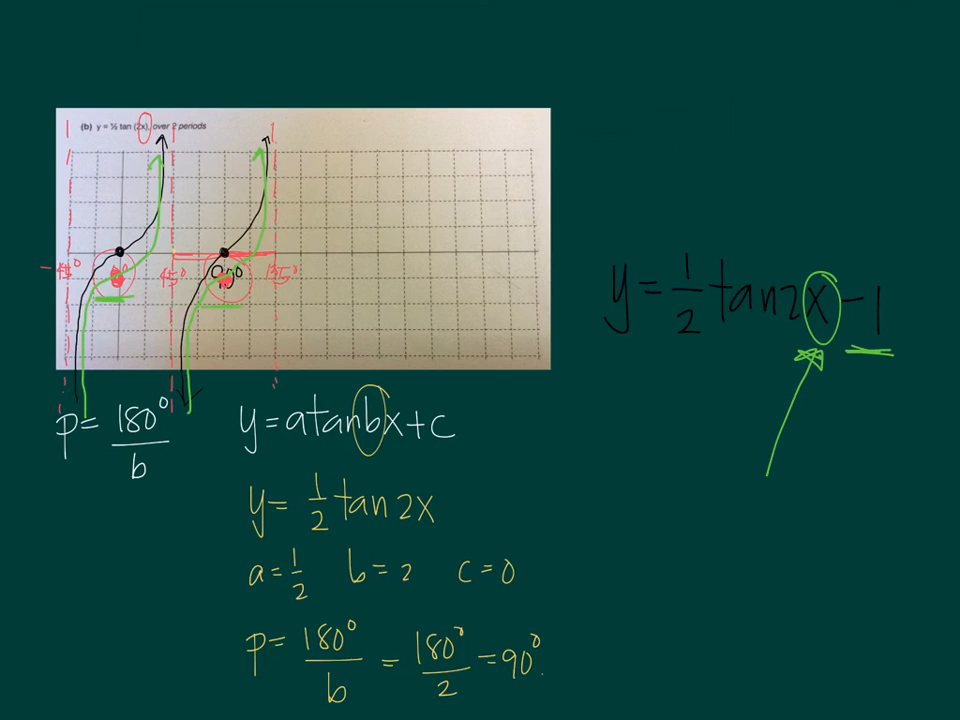 (b) y = ½ tan (2x), over 2 periods
-45° 0° 45° 90° 135°
y = 1/2 tan 2x - 1
p = 180°/b
y = a tan b x + c
y = 1/2 tan 2x
a = 1/2 b = 2 c = 0
p = 180°/b = 180°/2 = 90°.